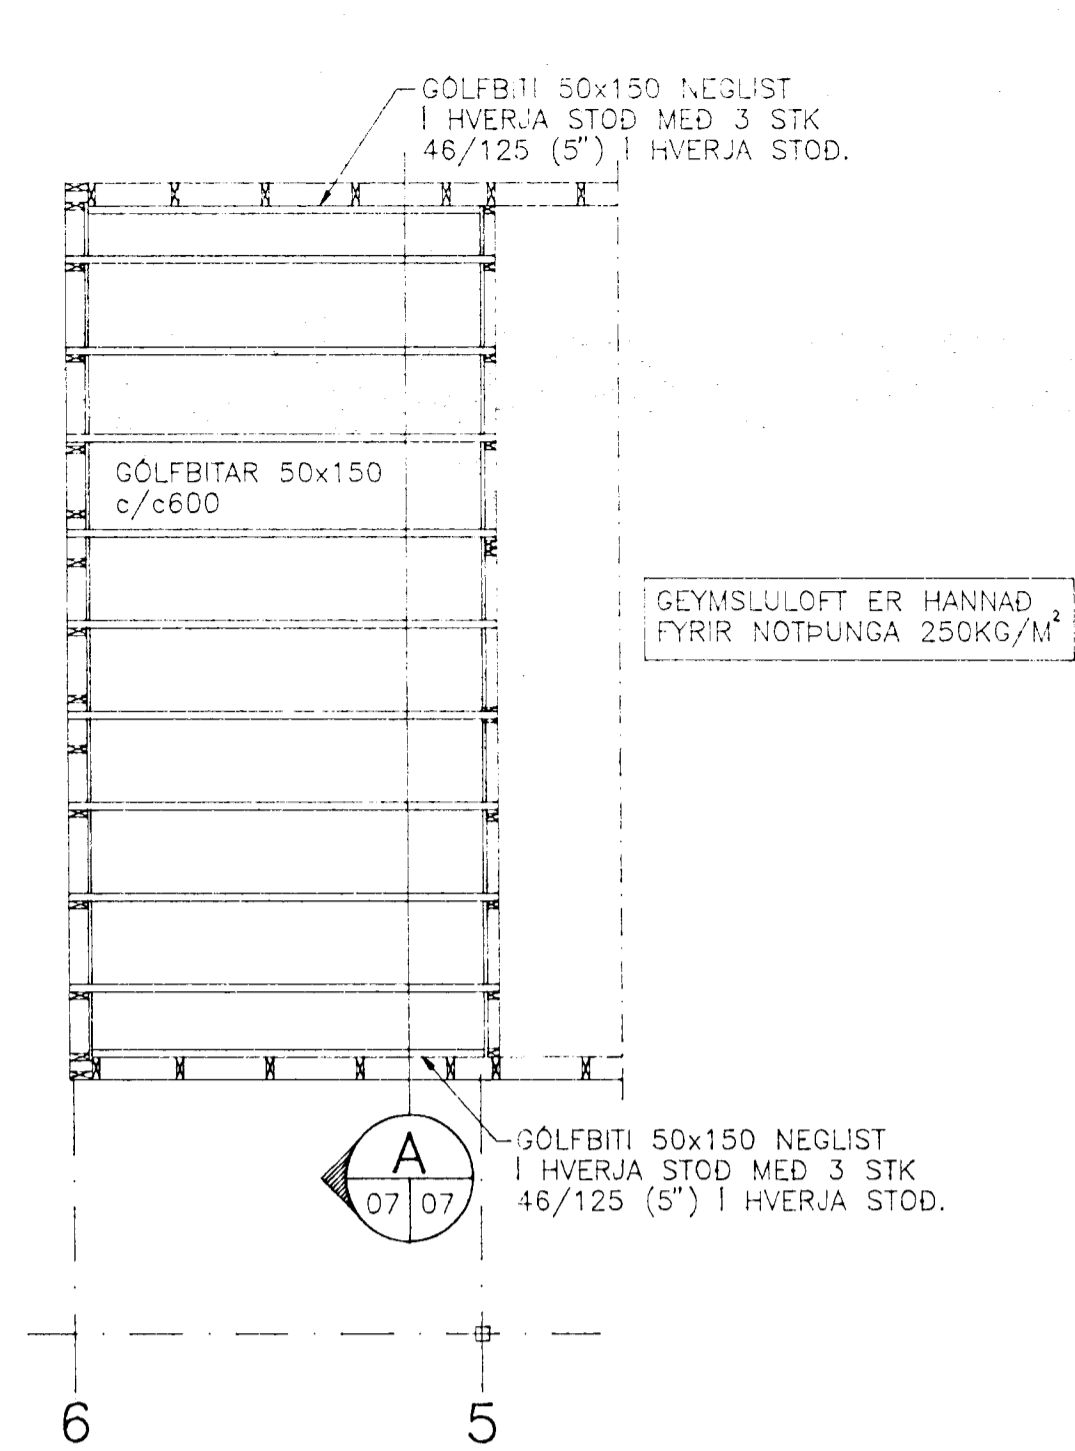 GÓLFBITI 50x150 NEGLIST
Í HVERJA STOÐ MEÐ 3 STK
46/125 (5") Í HVERJA STOÐ.
GÓLFBITAR 50x150
c/c600
GEYMSLULOFT ER HANNAÐ
FYRIR NOTÞUNGA 250KG/M²
A
07 07
GÓLFBITI 50x150 NEGLIST
Í HVERJA STOÐ MEÐ 3 STK
46/125 (5") Í HVERJA STOÐ.
6 5